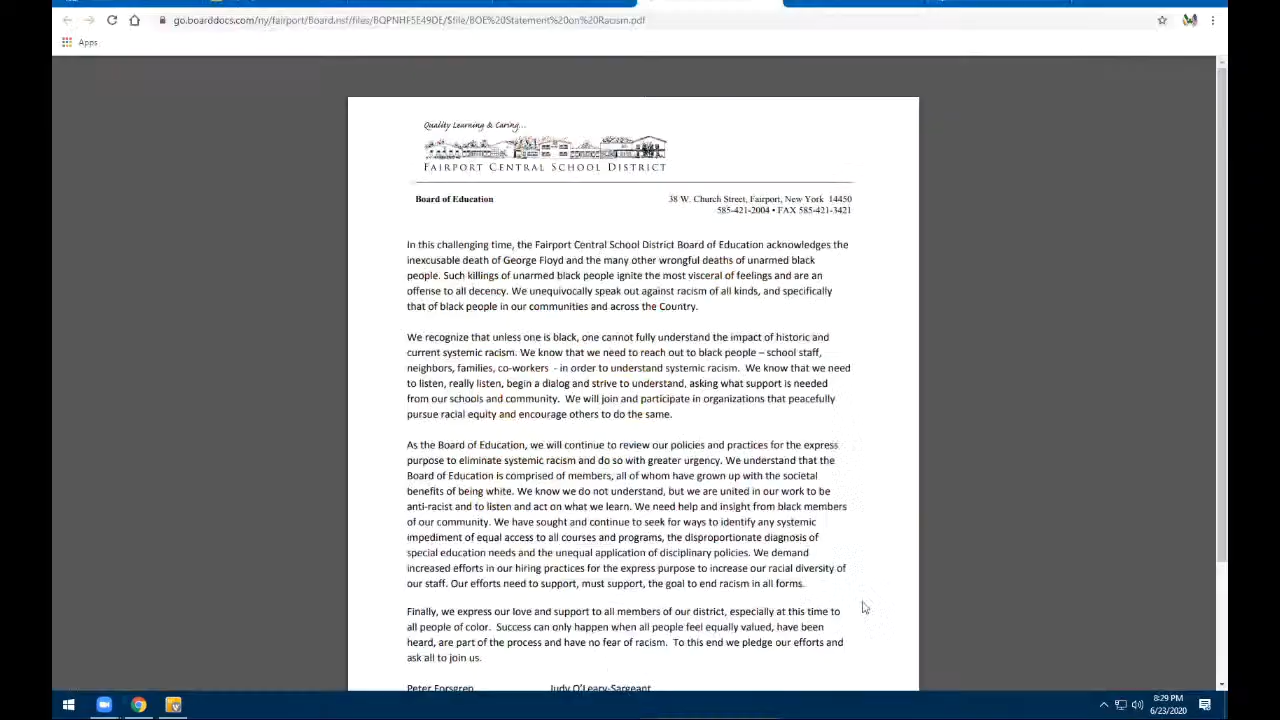 go.boarddocs.com/ny/fairport/Board.nsf/files/BQPNHF5E49DE/$file/BOE%20Statement%20on%20Racism.pdf
Apps
Quality Learning & Caring...
FAIRPORT CENTRAL SCHOOL DISTRICT
Board of Education
38 W. Church Street, Fairport, New York 14450
585-421-2004 • FAX 585-421-3421
In this challenging time, the Fairport Central School District Board of Education acknowledges the
inexcusable death of George Floyd and the many other wrongful deaths of unarmed black
people. Such killings of unarmed black people ignite the most visceral of feelings and are an
offense to all decency. We unequivocally speak out against racism of all kinds, and specifically
that of black people in our communities and across the Country.
We recognize that unless one is black, one cannot fully understand the impact of historic and
current systemic racism. We know that we need to reach out to black people – school staff,
neighbors, families, co-workers - in order to understand systemic racism. We know that we need
to listen, really listen, begin a dialog and strive to understand, asking what support is needed
from our schools and community. We will join and participate in organizations that peacefully
pursue racial equity and encourage others to do the same.
As the Board of Education, we will continue to review our policies and practices for the express
purpose to eliminate systemic racism and do so with greater urgency. We understand that the
Board of Education is comprised of members, all of whom have grown up with the societal
benefits of being white. We know we do not understand, but we are united in our work to be
anti-racist and to listen and act on what we learn. We need help and insight from black members
of our community. We have sought and continue to seek for ways to identify any systemic
impediment of equal access to all courses and programs, the disproportionate diagnosis of
special education needs and the unequal application of disciplinary policies. We demand
increased efforts in our hiring practices for the express purpose to increase our racial diversity of
our staff. Our efforts need to support, must support, the goal to end racism in all forms.
Finally, we express our love and support to all members of our district, especially at this time to
all people of color. Success can only happen when all people feel equally valued, have been
heard, are part of the process and have no fear of racism. To this end we pledge our efforts and
ask all to join us.
Peter Forsgren Judy O'Leary-Sargeant
8:29 PM
6/23/2020